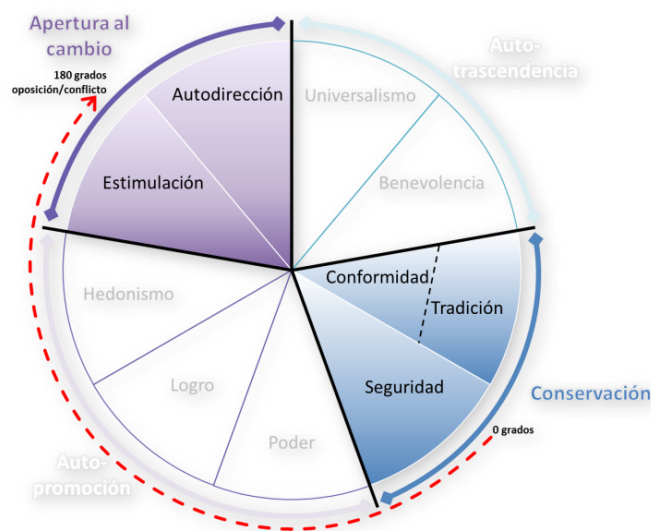 Apertura al
cambio
180 grados
oposición/conflicto
Auto-
trascendencia
Autodirección
Universalismo
Estimulación
Benevolencia
Conformidad
Tradición
Hedonismo
Logro
Seguridad
Poder
Conservación
0 grados
Auto-
promoción